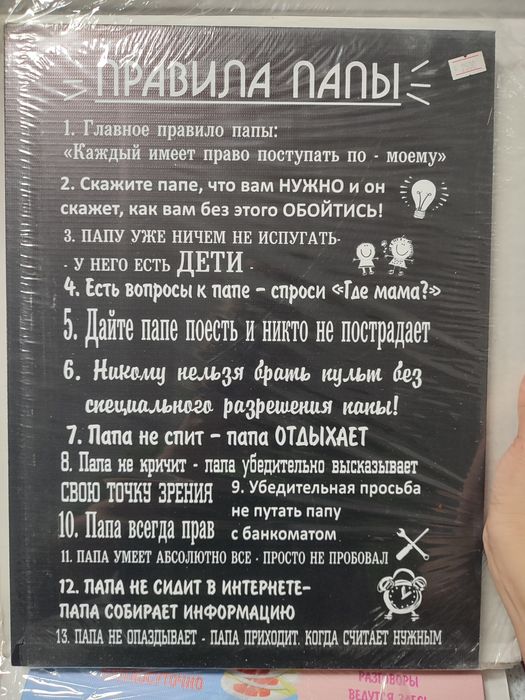 ПРАВИЛА ПАПЫ
1. Главное правило папы:
«Каждый имеет право поступать по - моему»
2. Скажите папе, что вам НУЖНО и он
скажет, как вам без этого ОБОЙТИСЬ!
3. ПАПУ УЖЕ НИЧЕМ НЕ ИСПУГАТЬ-
- У НЕГО ЕСТЬ ДЕТИ -
4. Есть вопросы к папе – спроси «Где мама?»
5. Дайте папе поесть и никто не пострадает
6. Никому нельзя брать пульт без
специального разрешения папы!
7. Папа не спит – папа ОТДЫХАЕТ
8. Папа не кричит - папа убедительно высказывает
СВОЮ ТОЧКУ ЗРЕНИЯ
9. Убедительная просьба
не путать папу
с банкоматом
10. Папа всегда прав
11. ПАПА УМЕЕТ АБСОЛЮТНО ВСЕ - ПРОСТО НЕ ПРОБОВАЛ
12. ПАПА НЕ СИДИТ В ИНТЕРНЕТЕ–
ПАПА СОБИРАЕТ ИНФОРМАЦИЮ
13. ПАПА НЕ ОПАЗДЫВАЕТ - ПАПА ПРИХОДИТ, КОГДА СЧИТАЕТ НУЖНЫМ
РАЗГОВОРЫ
ВЕДУТСЯ